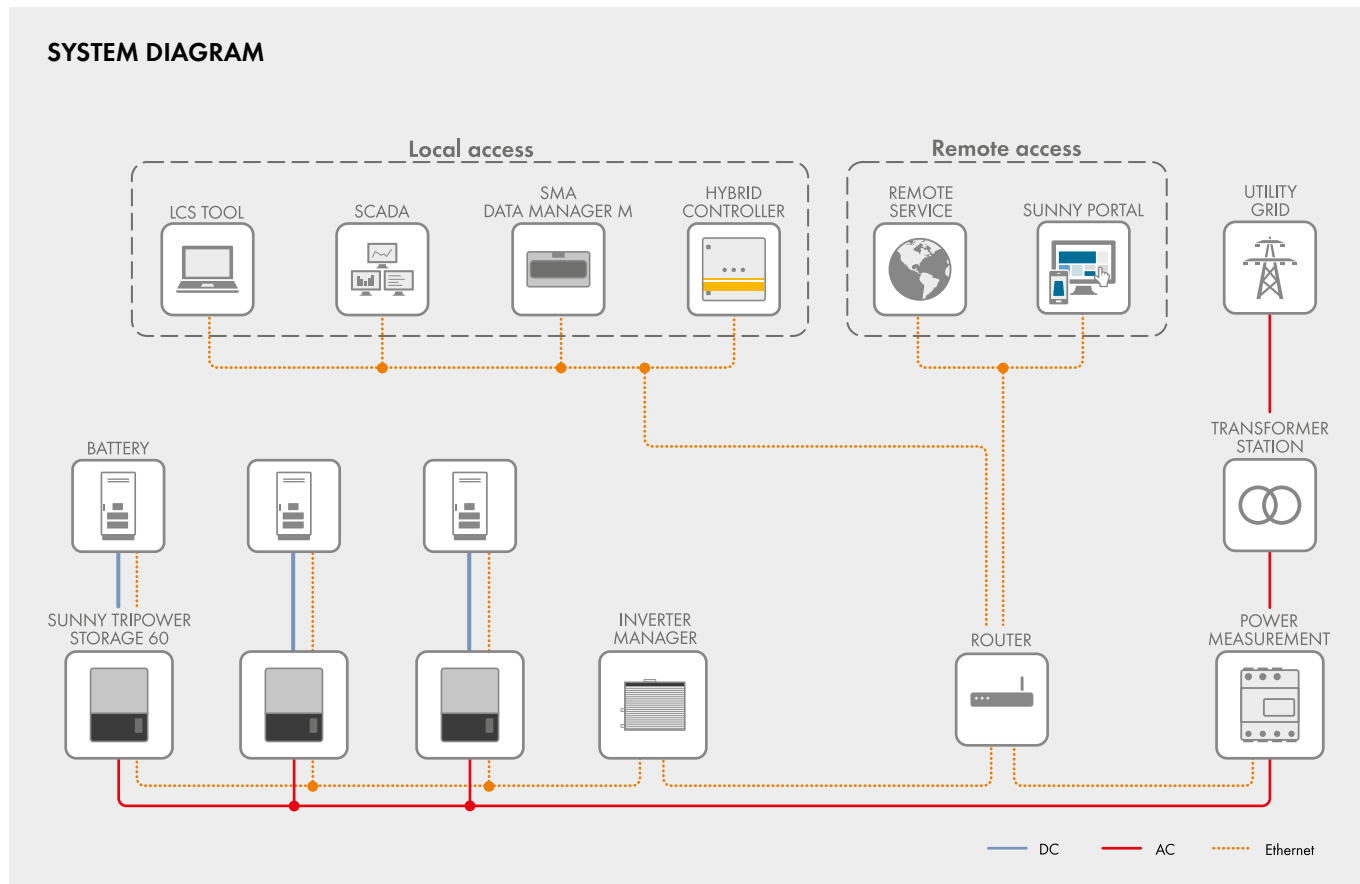 SYSTEM DIAGRAM
Local access
Remote access
LCS TOOL
SCADA
SMA
DATA MANAGER M
HYBRID
CONTROLLER
REMOTE
SERVICE
SUNNY PORTAL
UTILITY
GRID
BATTERY
TRANSFORMER
STATION
SUNNY TRIPOWER
STORAGE 60
INVERTER
MANAGER
ROUTER
POWER
MEASUREMENT
DC
AC
Ethernet